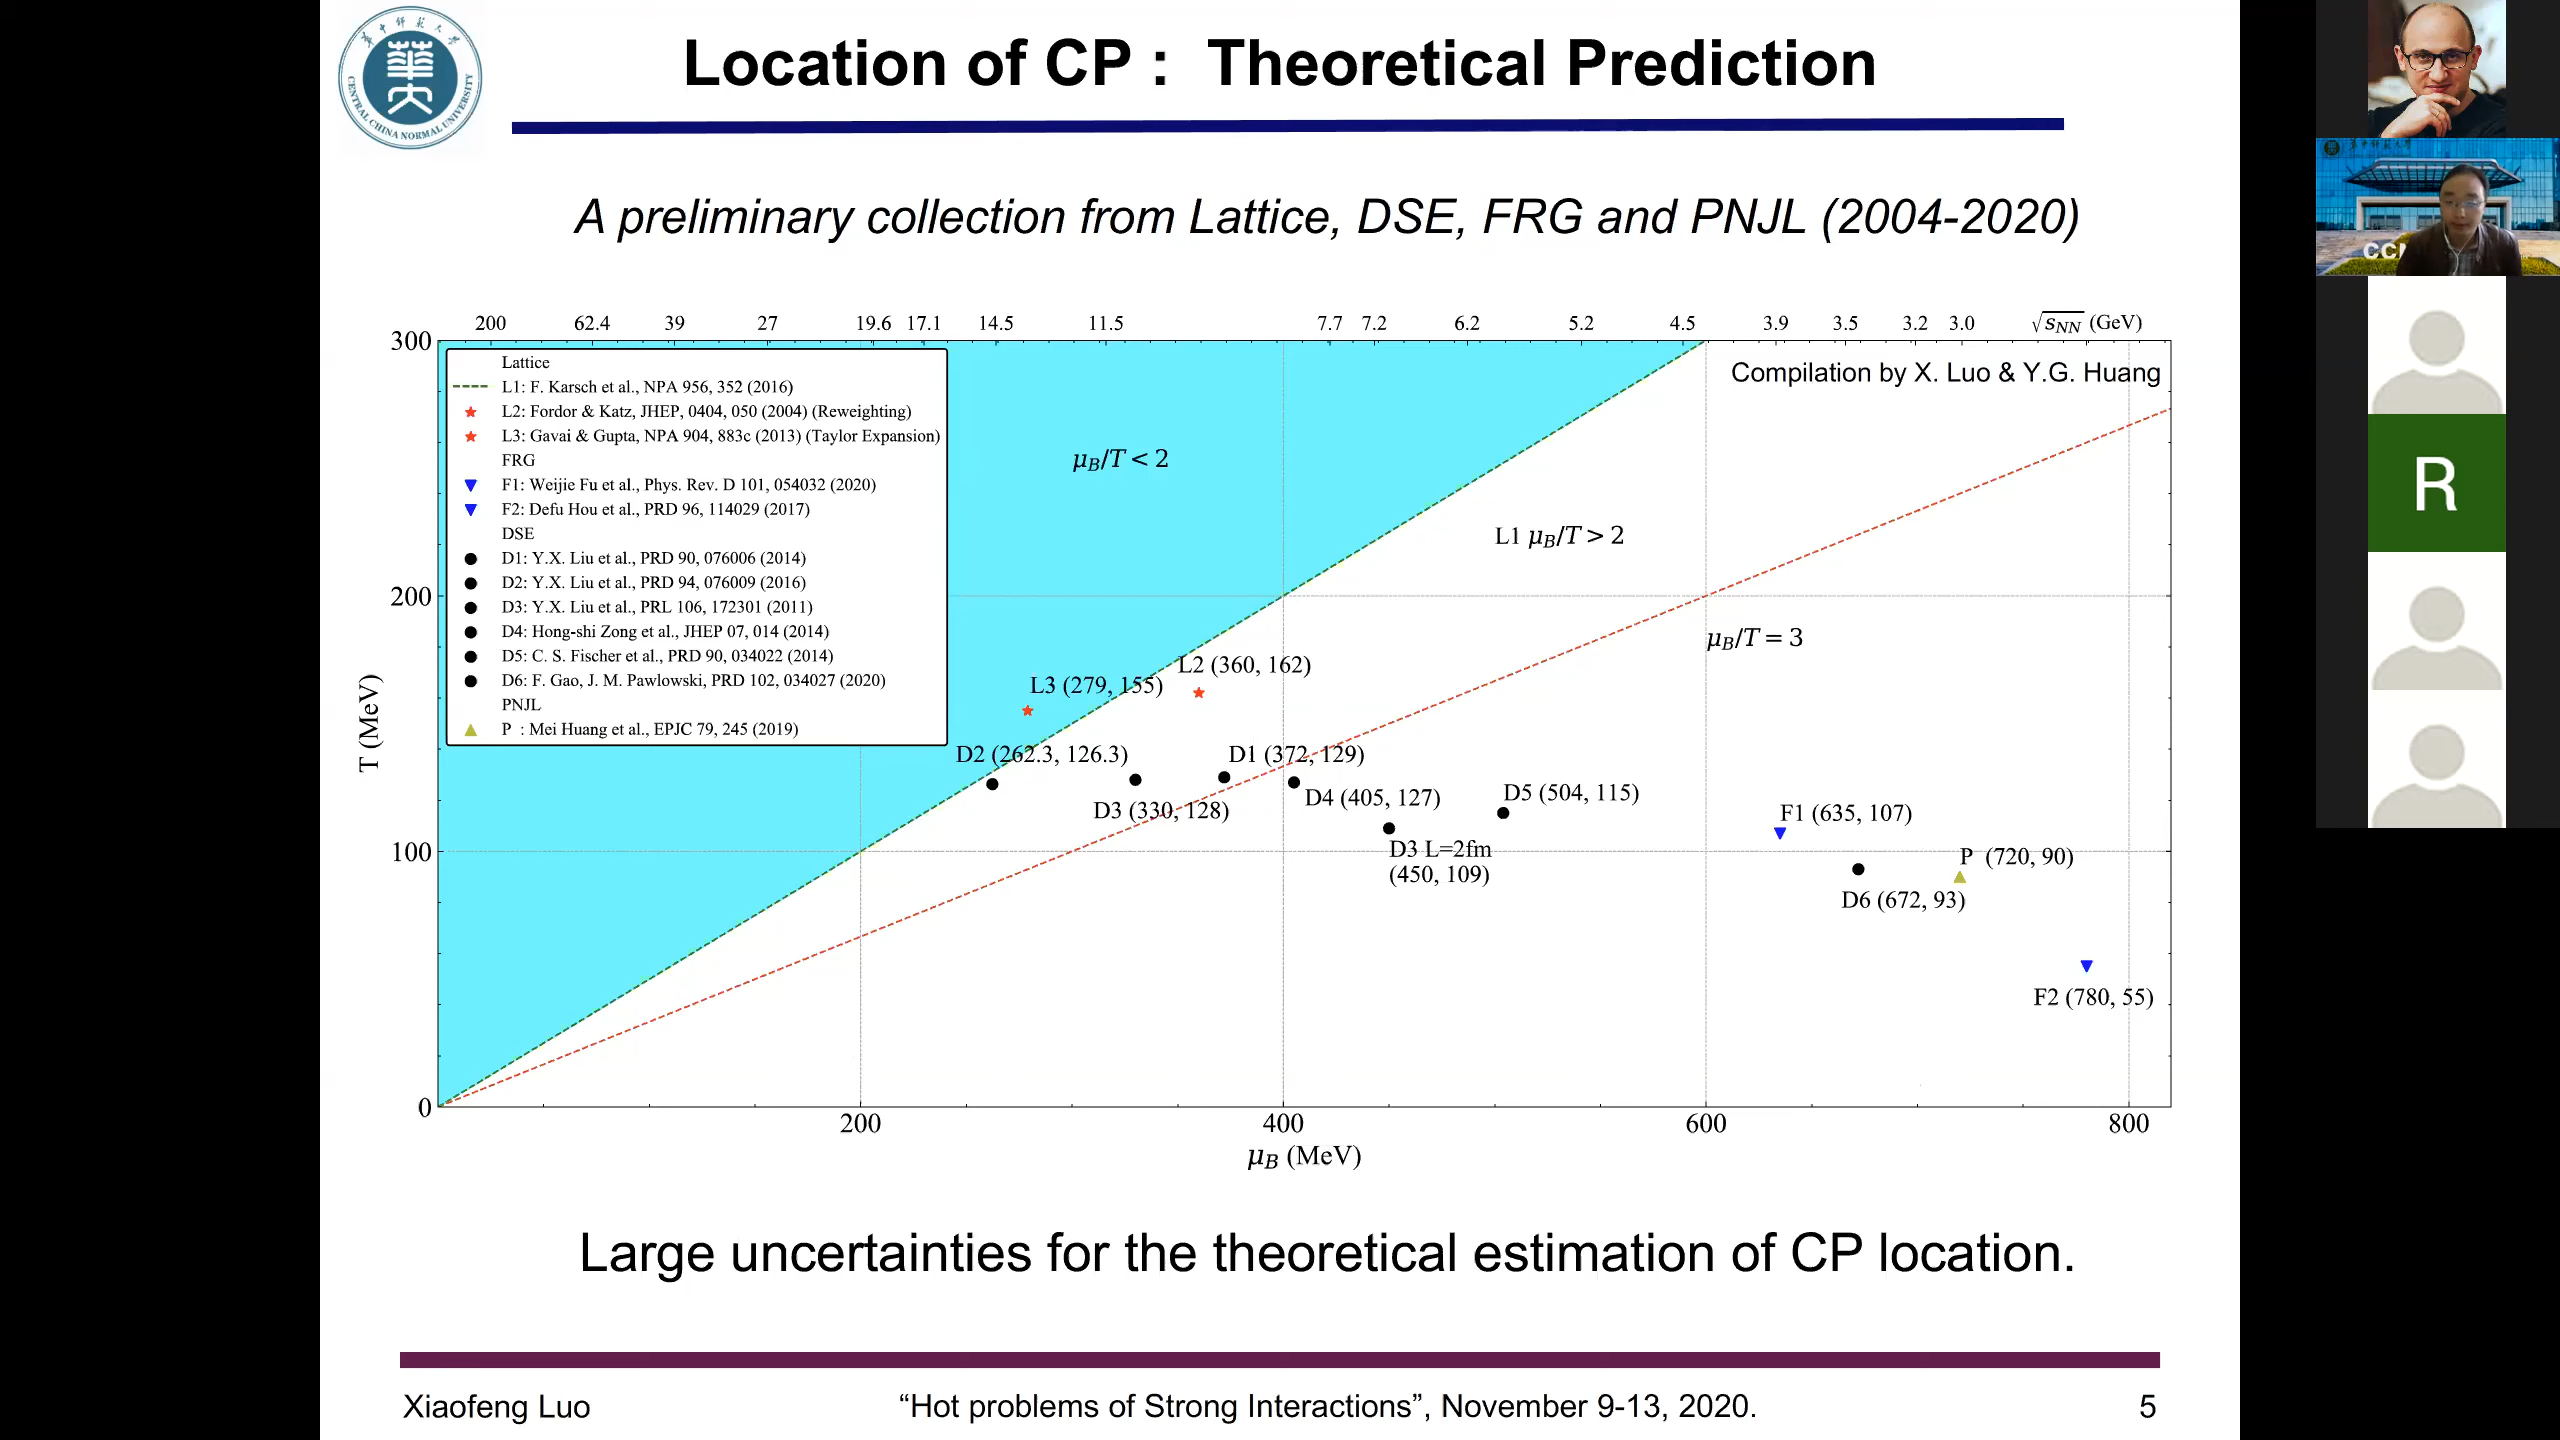 華中師範大學
CENTRAL CHINA NORMAL UNIVERSITY
Location of CP : Theoretical Prediction
A preliminary collection from Lattice, DSE, FRG and PNJL (2004-2020)
200 62.4 39 27 19.6 17.1 14.5 11.5 7.7 7.2 6.2 5.2 4.5 3.9 3.5 3.2 3.0 √sNN (GeV)
300
Compilation by X. Luo & Y.G. Huang
Lattice
L1: F. Karsch et al., NPA 956, 352 (2016)
L2: Fordor & Katz, JHEP, 0404, 050 (2004) (Reweighting)
L3: Gavai & Gupta, NPA 904, 883c (2013) (Taylor Expansion)
FRG
F1: Weijie Fu et al., Phys. Rev. D 101, 054032 (2020)
F2: Defu Hou et al., PRD 96, 114029 (2017)
DSE
D1: Y.X. Liu et al., PRD 90, 076006 (2014)
D2: Y.X. Liu et al., PRD 94, 076009 (2016)
D3: Y.X. Liu et al., PRL 106, 172301 (2011)
D4: Hong-shi Zong et al., JHEP 07, 014 (2014)
D5: C. S. Fischer et al., PRD 90, 034022 (2014)
D6: F. Gao, J. M. Pawlowski, PRD 102, 034027 (2020)
PNJL
P : Mei Huang et al., EPJC 79, 245 (2019)
μB/T < 2
L1 μB/T > 2
200
μB/T = 3
L2 (360, 162)
L3 (279, 155)
D2 (262.3, 126.3)
D1 (372, 129)
D3 (330, 128)
D4 (405, 127)
D5 (504, 115)
F1 (635, 107)
D3 L=2fm
(450, 109)
100
P (720, 90)
D6 (672, 93)
F2 (780, 55)
T (MeV)
0
200 400 600 800
μB (MeV)
Large uncertainties for the theoretical estimation of CP location.
Xiaofeng Luo
“Hot problems of Strong Interactions”, November 9-13, 2020.
5
R